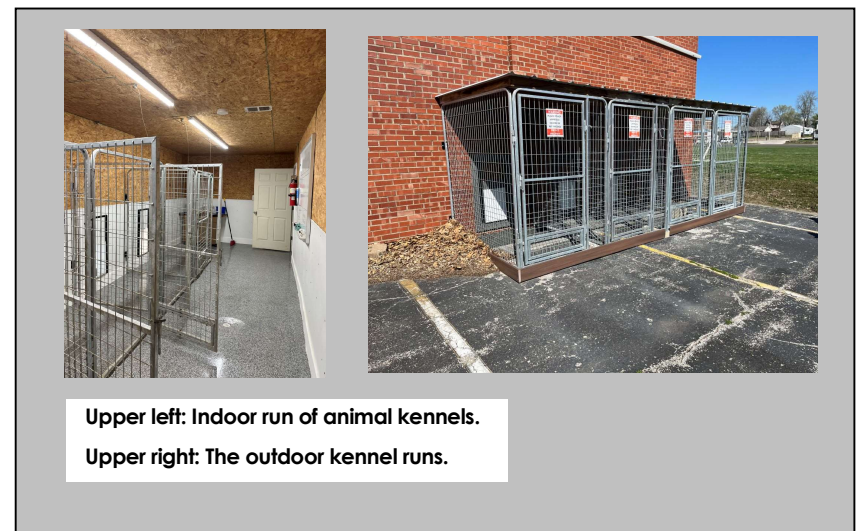 Upper left: Indoor run of animal kennels.
Upper right: The outdoor kennel runs.